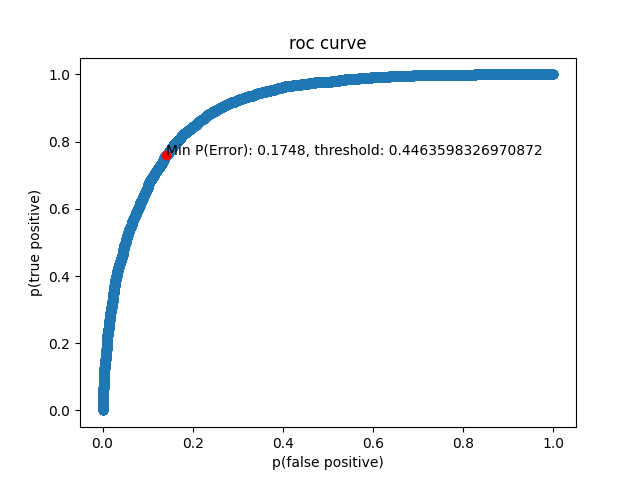 roc curve
1.0
0.8
Min P(Error): 0.1748, threshold: 0.4463598326970872
0.6
0.4
0.2
0.0
p(true positive)
0.0 0.2 0.4 0.6 0.8 1.0
p(false positive)